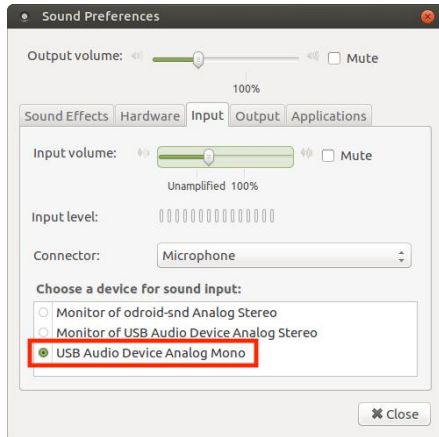 Sound Preferences
Output volume: Mute
100%
Sound Effects Hardware Input Output Applications
Input volume: Mute
Unamplified 100%
Input level:
Connector: Microphone
Choose a device for sound input:
Monitor of odroid-snd Analog Stereo
Monitor of USB Audio Device Analog Stereo
USB Audio Device Analog Mono
Close